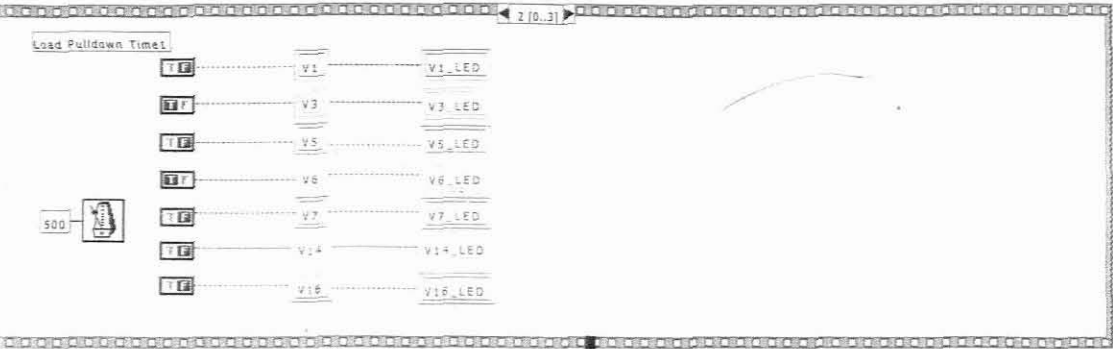 2 [0..3]
Load Pulldown Time1
T F V1 V1_LED
T F V3 V3_LED
T F V5 V5_LED
T F V6 V6_LED
T F V7 V7_LED
500
T F V14 V14_LED
T F V16 V16_LED